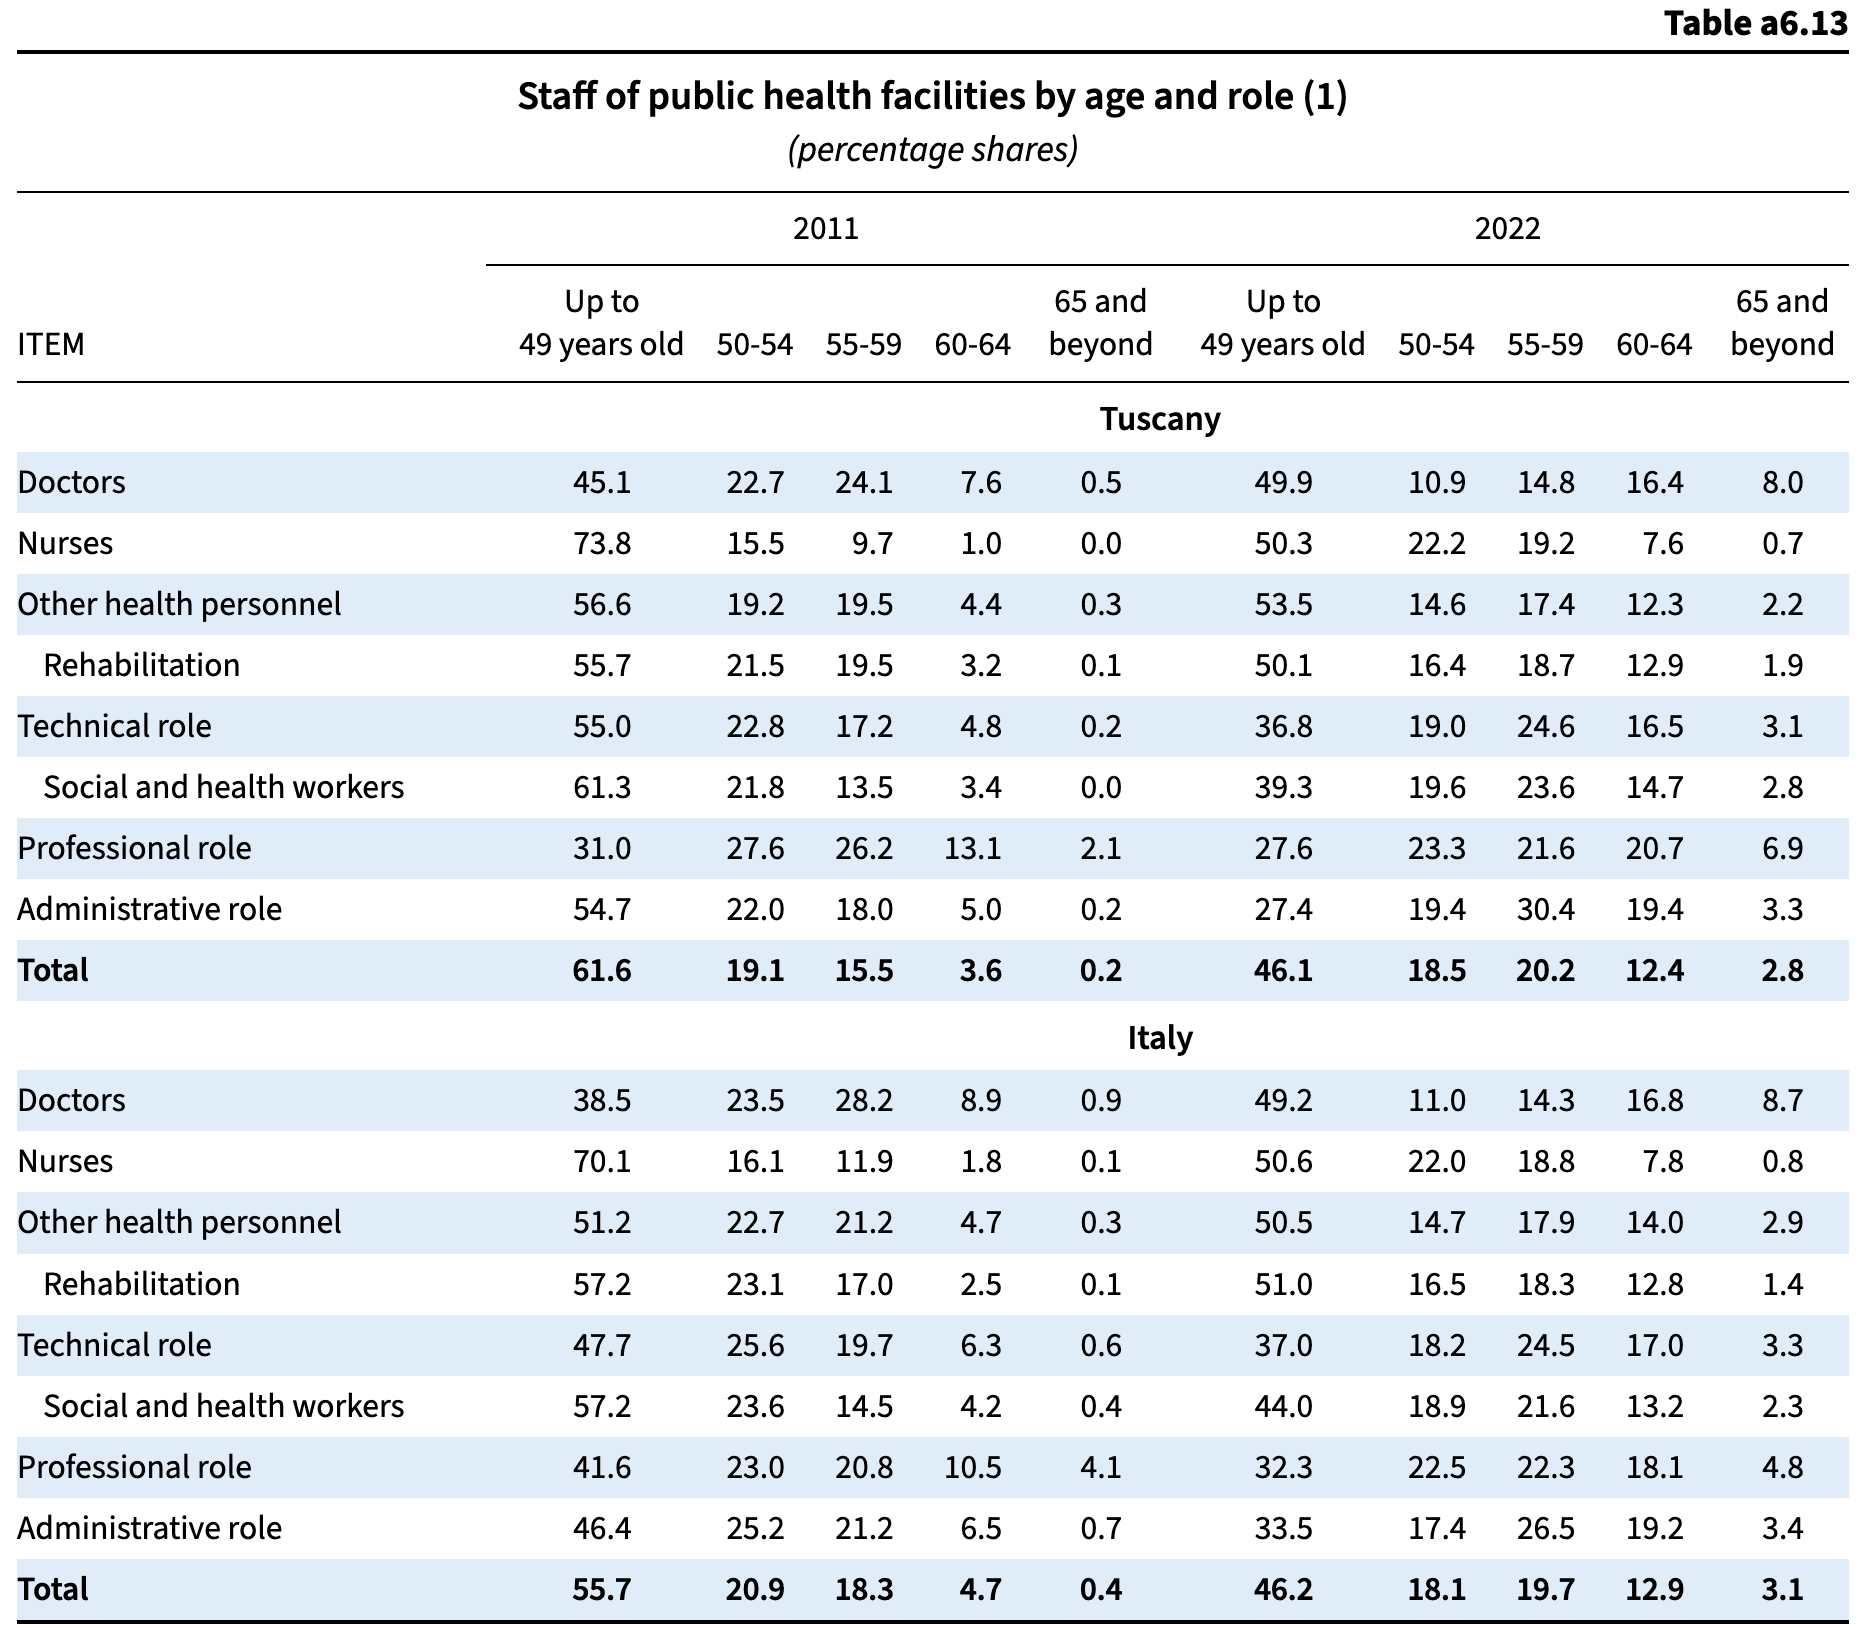 Table a6.13
Staff of public health facilities by age and role (1)
(percentage shares)
2011 2022
ITEM Up to 49 years old 50-54 55-59 60-64 65 and beyond Up to 49 years old 50-54 55-59 60-64 65 and beyond
Tuscany
Doctors 45.1 22.7 24.1 7.6 0.5 49.9 10.9 14.8 16.4 8.0
Nurses 73.8 15.5 9.7 1.0 0.0 50.3 22.2 19.2 7.6 0.7
Other health personnel 56.6 19.2 19.5 4.4 0.3 53.5 14.6 17.4 12.3 2.2
Rehabilitation 55.7 21.5 19.5 3.2 0.1 50.1 16.4 18.7 12.9 1.9
Technical role 55.0 22.8 17.2 4.8 0.2 36.8 19.0 24.6 16.5 3.1
Social and health workers 61.3 21.8 13.5 3.4 0.0 39.3 19.6 23.6 14.7 2.8
Professional role 31.0 27.6 26.2 13.1 2.1 27.6 23.3 21.6 20.7 6.9
Administrative role 54.7 22.0 18.0 5.0 0.2 27.4 19.4 30.4 19.4 3.3
Total 61.6 19.1 15.5 3.6 0.2 46.1 18.5 20.2 12.4 2.8
Italy
Doctors 38.5 23.5 28.2 8.9 0.9 49.2 11.0 14.3 16.8 8.7
Nurses 70.1 16.1 11.9 1.8 0.1 50.6 22.0 18.8 7.8 0.8
Other health personnel 51.2 22.7 21.2 4.7 0.3 50.5 14.7 17.9 14.0 2.9
Rehabilitation 57.2 23.1 17.0 2.5 0.1 51.0 16.5 18.3 12.8 1.4
Technical role 47.7 25.6 19.7 6.3 0.6 37.0 18.2 24.5 17.0 3.3
Social and health workers 57.2 23.6 14.5 4.2 0.4 44.0 18.9 21.6 13.2 2.3
Professional role 41.6 23.0 20.8 10.5 4.1 32.3 22.5 22.3 18.1 4.8
Administrative role 46.4 25.2 21.2 6.5 0.7 33.5 17.4 26.5 19.2 3.4
Total 55.7 20.9 18.3 4.7 0.4 46.2 18.1 19.7 12.9 3.1